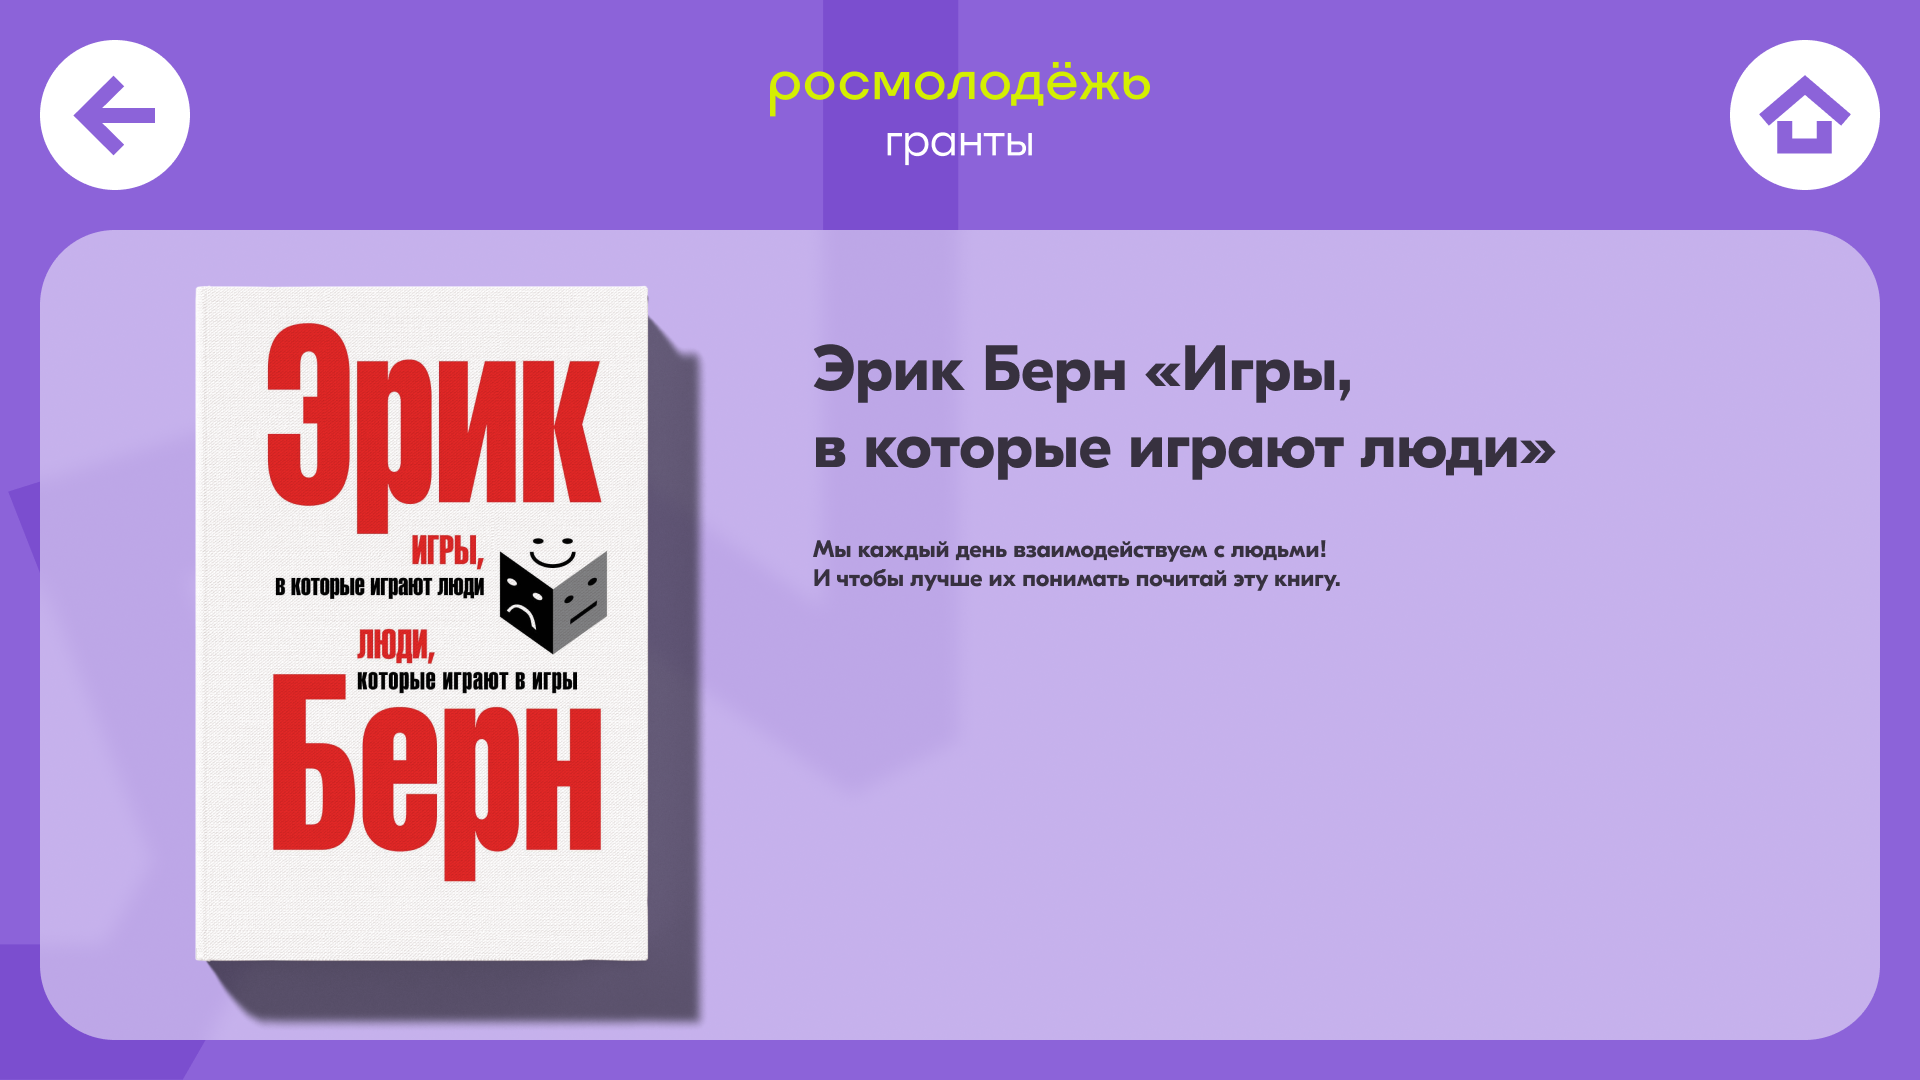 росмолодёжь
гранты
Эрик
ИГРЫ,
в которые играют люди
ЛЮДИ,
которые играют в игры
Берн
Эрик Берн «Игры,
в которые играют люди»
Мы каждый день взаимодействуем с людьми!
И чтобы лучше их понимать почитай эту книгу.